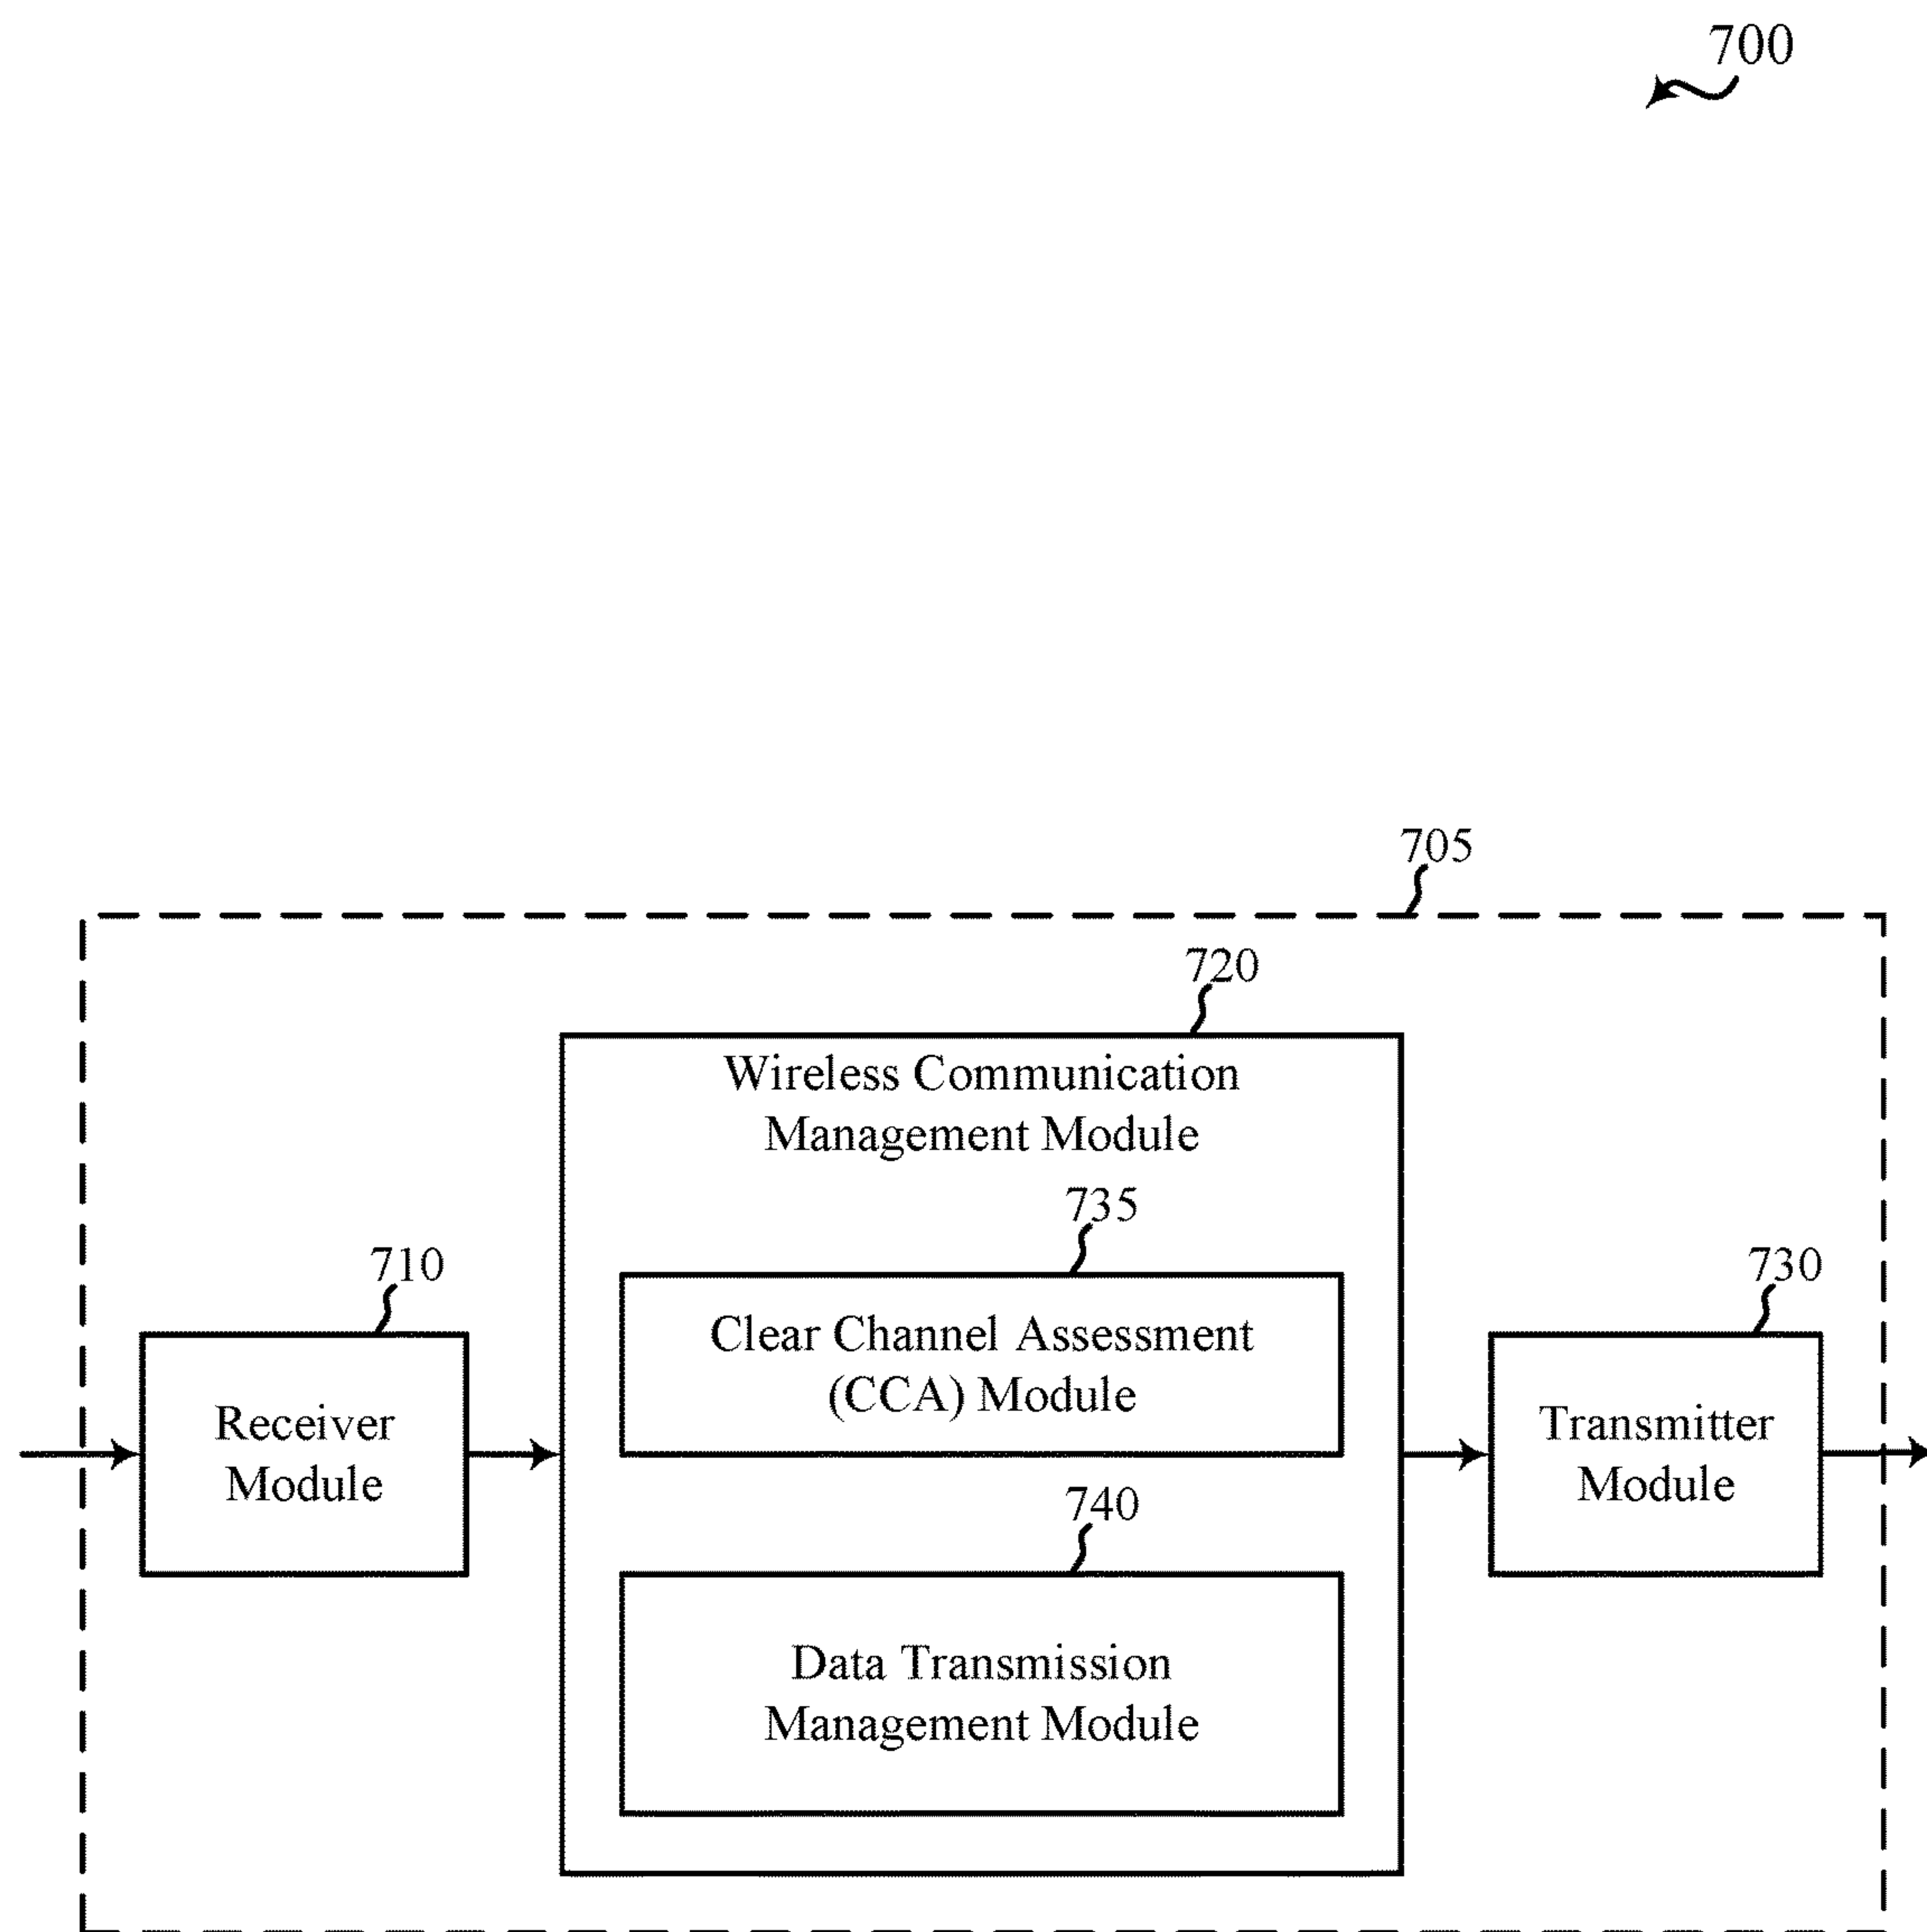 700
705
720
Wireless Communication
Management Module
735
710
730
Clear Channel Assessment
(CCA) Module
Receiver
Module
Transmitter
Module
740
Data Transmission
Management Module